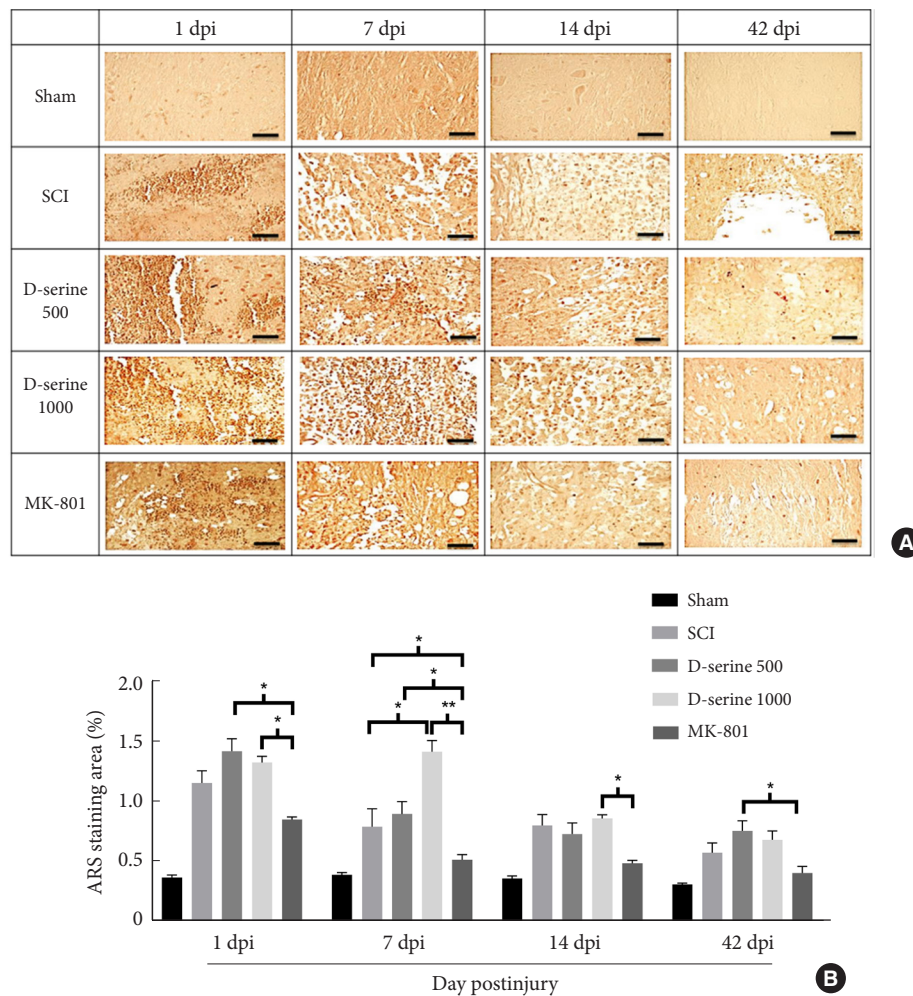 1 dpi 7 dpi 14 dpi 42 dpi
Sham
SCI
D-serine
500
D-serine
1000
MK-801
A
Sham
SCI
D-serine 500
D-serine 1000
MK-801
* * * * * ** * *
2.0
1.5
1.0
0.5
0
ARS staining area (%)
1 dpi 7 dpi 14 dpi 42 dpi
Day postinjury
B